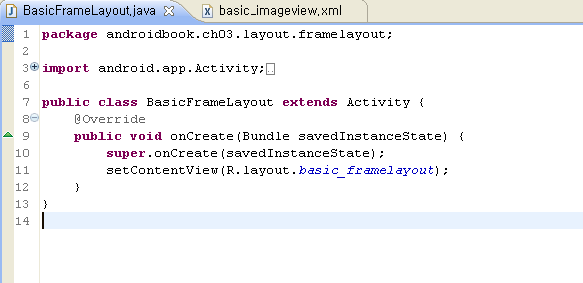 BasicFrameLayout.java basic_imageview.xml
1 package androidbook.ch03.layout.framelayout;
2
3 import android.app.Activity;
6
7 public class BasicFrameLayout extends Activity {
8 @Override
9 public void onCreate(Bundle savedInstanceState) {
10 super.onCreate(savedInstanceState);
11 setContentView(R.layout.basic_framelayout);
12 }
13 }
14